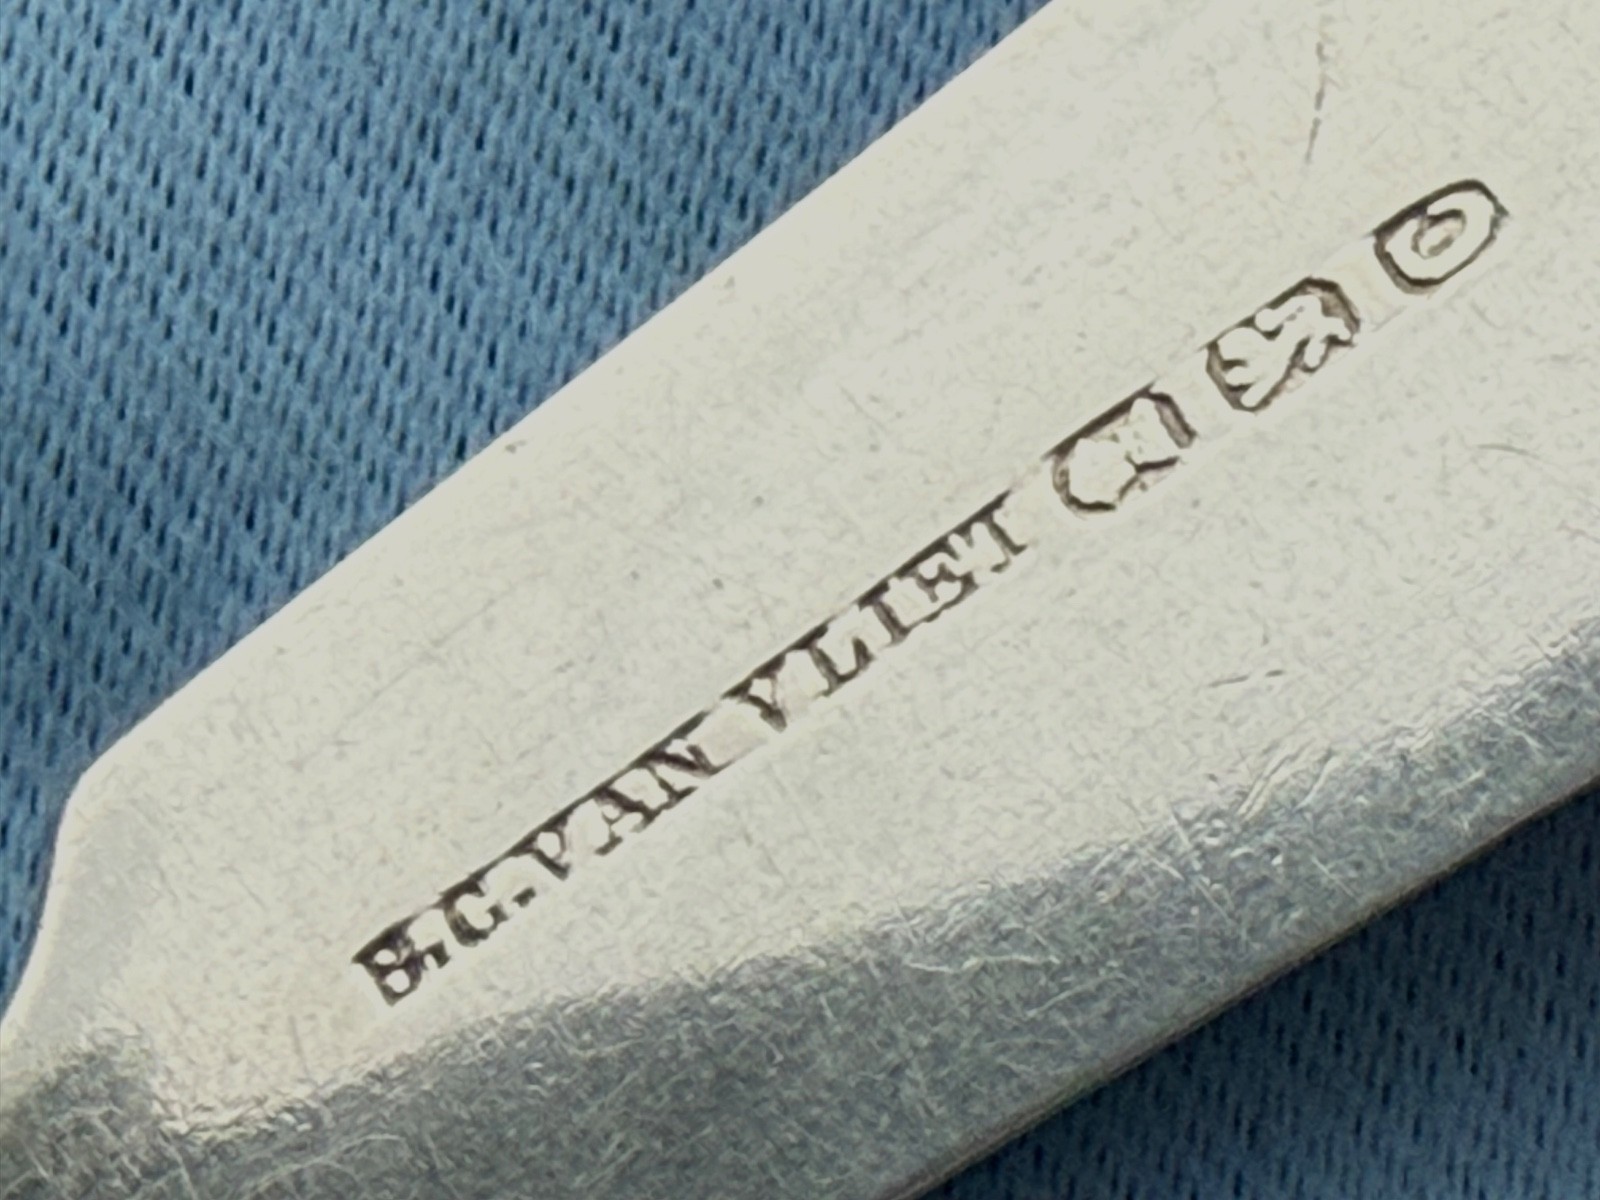 B.C. VAN VLIET O